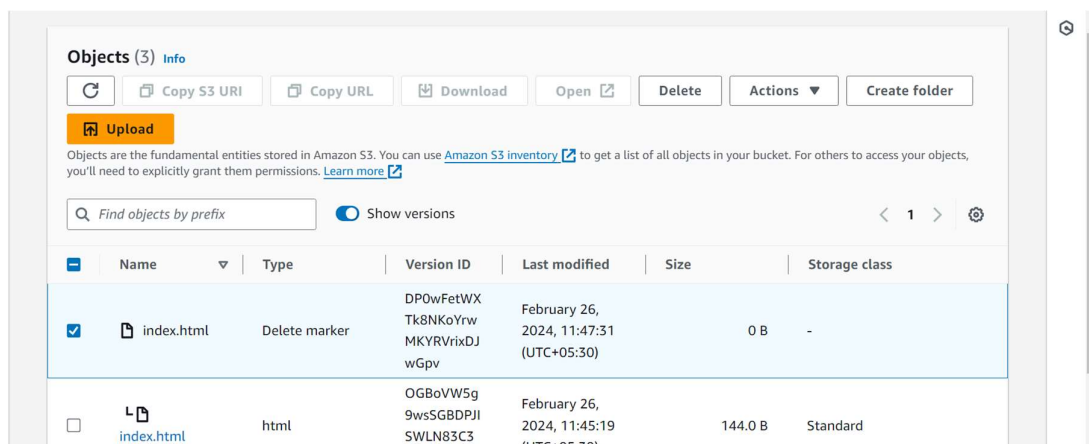 Objects (3) Info
Copy S3 URI Copy URL Download Open Delete Actions Create folder
Upload
Objects are the fundamental entities stored in Amazon S3. You can use Amazon S3 inventory to get a list of all objects in your bucket. For others to access your objects,
you'll need to explicitly grant them permissions. Learn more
Find objects by prefix Show versions 1
Name Type Version ID Last modified Size Storage class
DP0wFetWX
Tk8NKoYrw
MKYRVrixDJ
wGpv
index.html Delete marker
February 26,
2024, 11:47:31
(UTC+05:30)
0 B -
OGBoVW5g
9wsSGBDPJI
SWLN83C3
index.html html
February 26,
2024, 11:45:19
(UTC+05:30)
144.0 B Standard